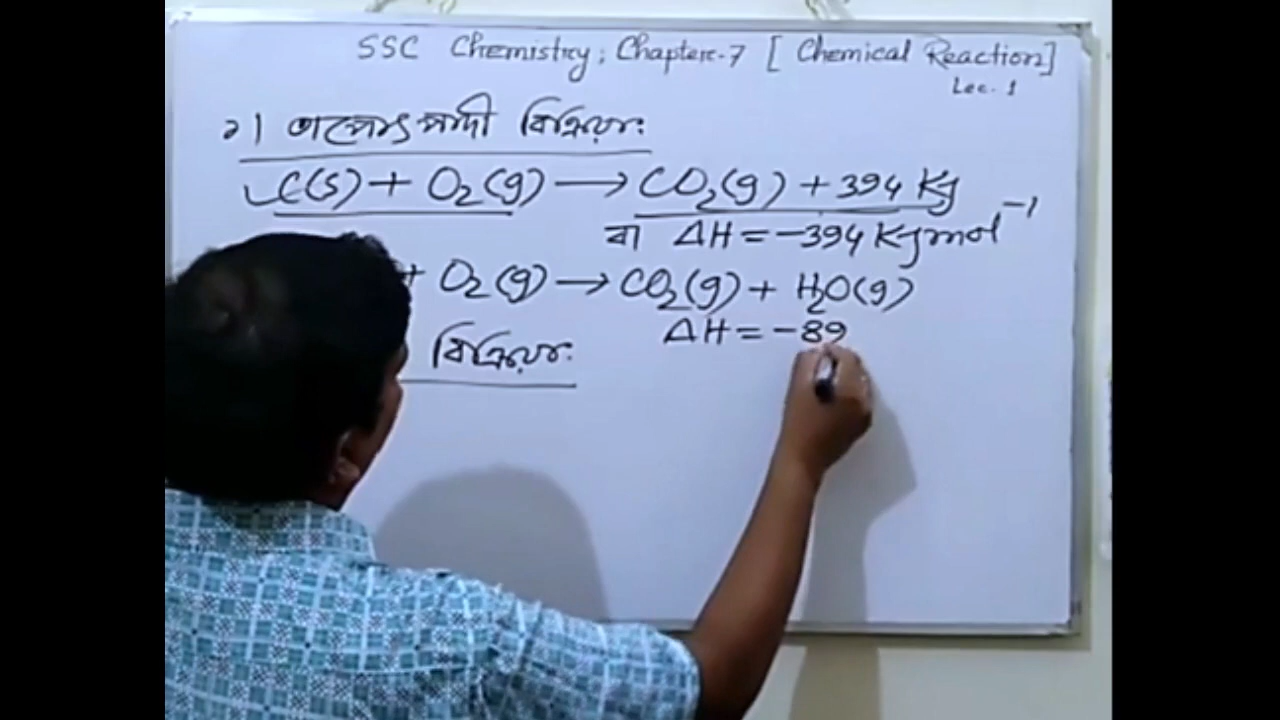 SSC Chemistry; Chapter-7 [Chemical Reaction]
Lec. 1
১। তাপোৎপাদী বিক্রিয়াঃ
C(s) + O₂(g) → CO₂(g) + 394 KJ
বা ΔH = -394 KJmol⁻¹
+ O₂(g) → CO₂(g) + H₂O(g)
ΔH = -89
বিক্রিয়াঃ